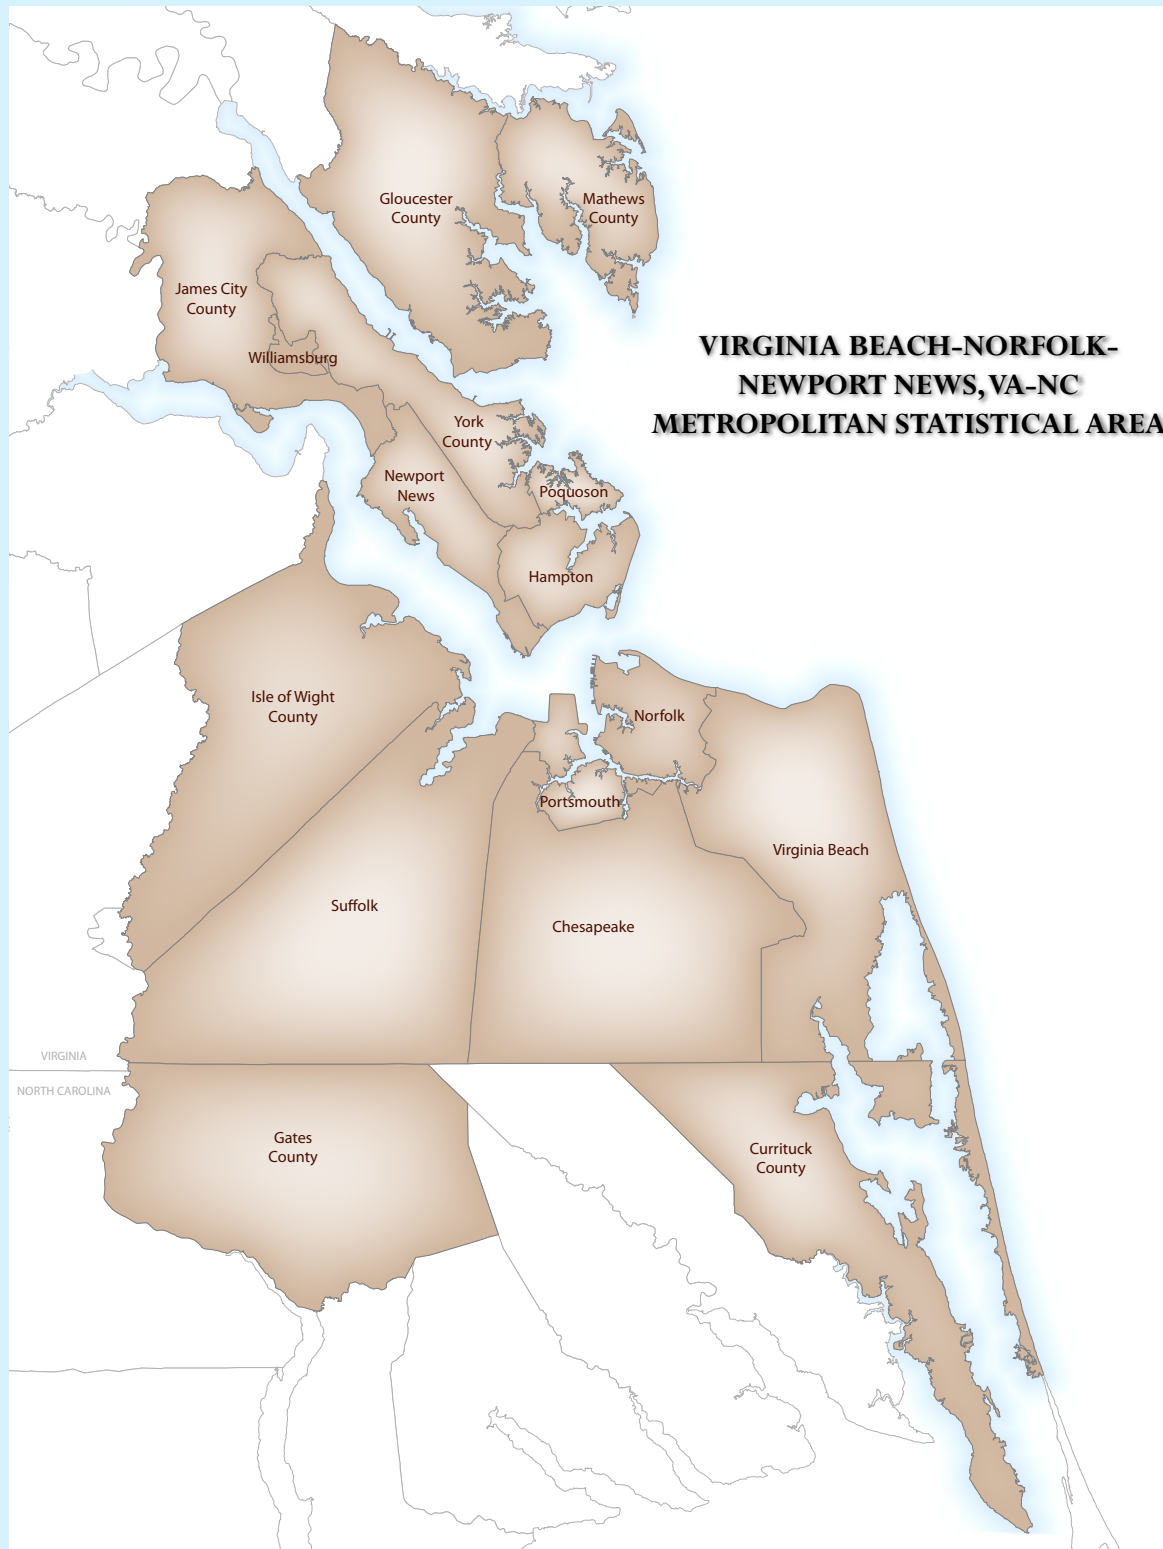 Gloucester
County
Mathews
County
James City
County
Williamsburg
VIRGINIA BEACH-NORFOLK-
NEWPORT NEWS, VA-NC
METROPOLITAN STATISTICAL AREA
York
County
Newport
News
Poquoson
Hampton
Isle of Wight
County
Norfolk
Portsmouth
Virginia Beach
Suffolk
Chesapeake
VIRGINIA
NORTH CAROLINA
Gates
County
Currituck
County